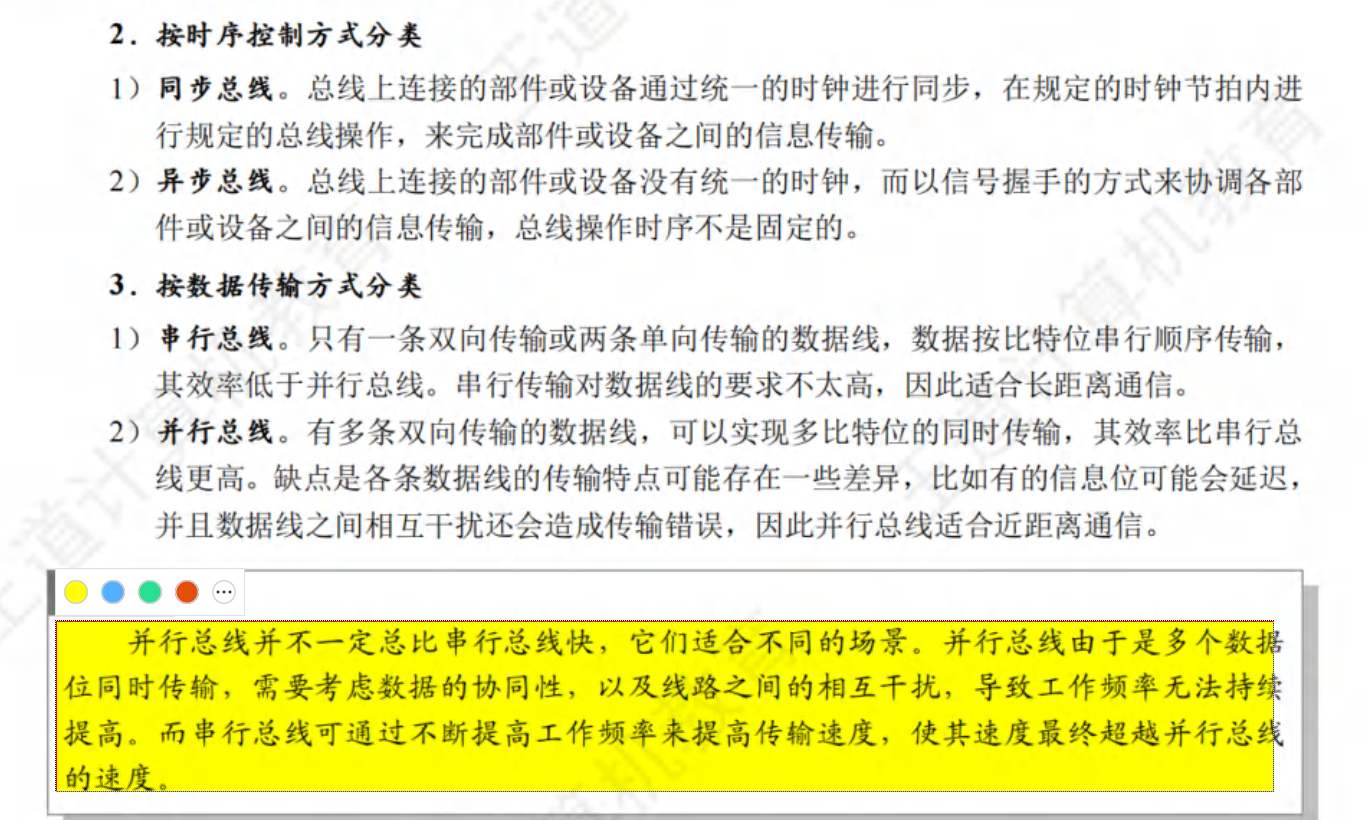 2．按时序控制方式分类
1）同步总线。总线上连接的部件或设备通过统一的时钟进行同步，在规定的时钟节拍内进
行规定的总线操作，来完成部件或设备之间的信息传输。
2）异步总线。总线上连接的部件或设备没有统一的时钟，而以信号握手的方式来协调各部
件或设备之间的信息传输，总线操作时序不是固定的。
3．按数据传输方式分类
1）串行总线。只有一条双向传输或两条单向传输的数据线，数据按比特位串行顺序传输，
其效率低于并行总线。串行传输对数据线的要求不太高，因此适合长距离通信。
2）并行总线。有多条双向传输的数据线，可以实现多比特位的同时传输，其效率比串行总
线更高。缺点是各条数据线的传输特点可能存在一些差异，比如有的信息位可能会延迟，
并且数据线之间相互干扰还会造成传输错误，因此并行总线适合近距离通信。
并行总线并不一定总比串行总线快，它们适合不同的场景。并行总线由于是多个数据
位同时传输，需要考虑数据的协同性，以及线路之间的相互干扰，导致工作频率无法持续
提高。而串行总线可通过不断提高工作频率来提高传输速度，使其速度最终超越并行总线
的速度。
王道计算机教育